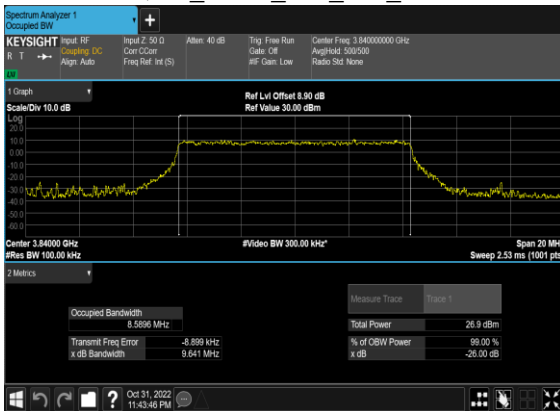 Spectrum Analyzer 1
Occupied BW
KEYSIGHT
R T
Input: RF
Coupling: DC
Align: Auto
Input Z: 50 Ω
Corr CCorr
Freq Ref: Int (S)
Atten: 40 dB
Trig: Free Run
Gate: Off
#IF Gain: Low
Center Freq: 3.840000000 GHz
Avg|Hold: 500/500
Radio Std: None
1 Graph
Scale/Div 10.0 dB
Ref Lvl Offset 8.90 dB
Ref Value 30.00 dBm
Log
20.0
10.0
0.00
-10.0
-20.0
-30.0
-40.0
-50.0
-60.0
Center 3.84000 GHz
#Res BW 100.00 kHz
#Video BW 300.00 kHz*
Span 20 MH
Sweep 2.53 ms (1001 pts
2 Metrics
Measure Trace
Trace 1
Occupied Bandwidth
8.5896 MHz
Total Power
26.9 dBm
Transmit Freq Error
-8.899 kHz
% of OBW Power
99.00 %
x dB Bandwidth
9.641 MHz
x dB
-26.00 dB
Oct 31, 2022
11:43:46 PM